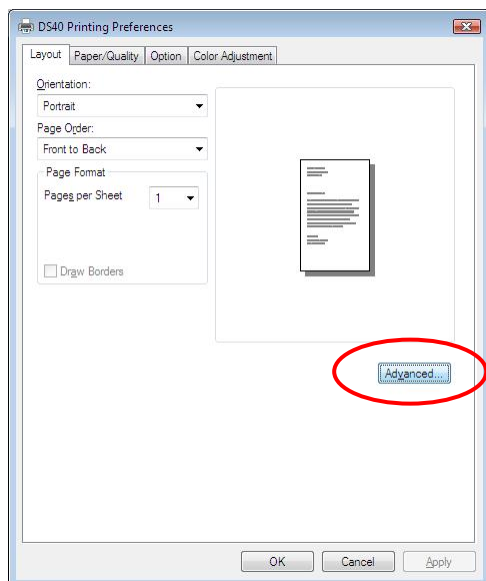 DS40 Printing Preferences
Layout Paper/Quality Option Color Adjustment
Orientation:
Portrait
Page Order:
Front to Back
Page Format
Pages per Sheet 1
Draw Borders
Advanced...
OK Cancel Apply